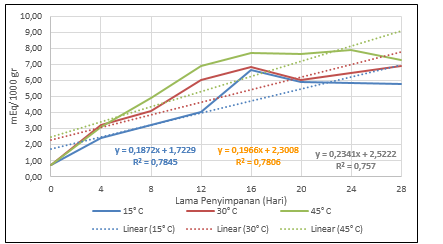 10,00
9,00
8,00
7,00
6,00
5,00
4,00
3,00
2,00
1,00
0,00
mEq/ 1000 gr
y = 0,1872x + 1,7229
R² = 0,7845
y = 0,1966x + 2,3008
R² = 0,7806
y = 0,2341x + 2,5222
R² = 0,757
0 4 8 12 16 20 24 28
Lama Penyimpanan (Hari)
15° C 30° C 45° C
Linear (15° C) Linear (30° C) Linear (45° C)